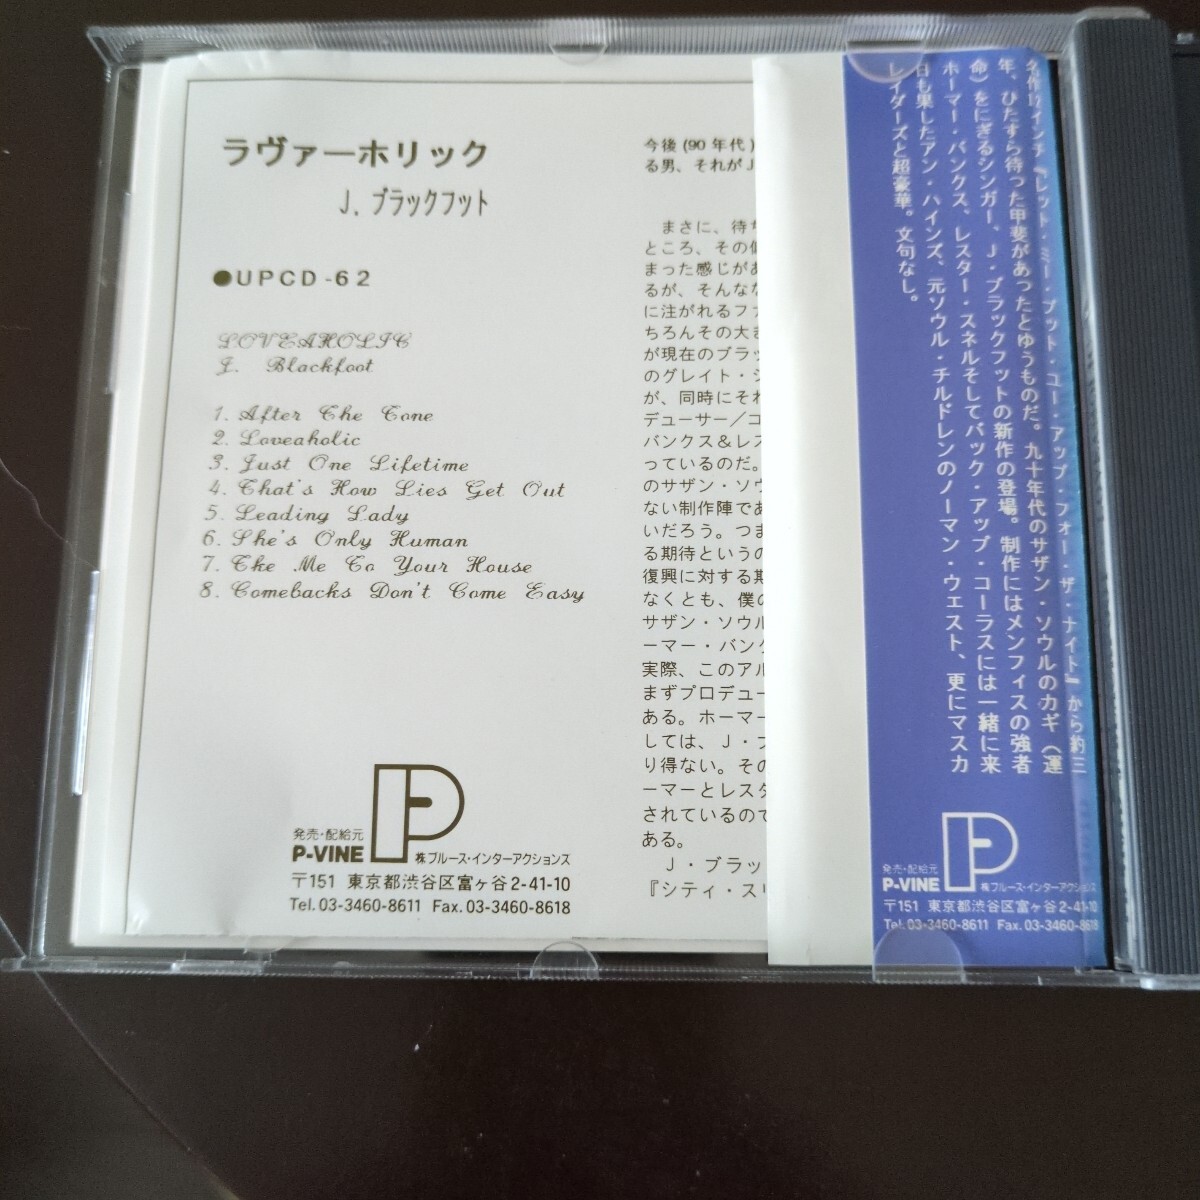 ラヴァーホリック
J. ブラックフット
●UPCD-62
LOVEAHOLIC
J. Blackfoot
1. After The Tone
2. Loveaholic
3. Just One Lifetime
4. That's How Lies Get Out
5. Leading Lady
6. She's Only Human
7. Tke Me To Your House
8. Comebacks Don't Come Easy
発売・配給元
P-VINE
株ブルース・インターアクションズ
〒151 東京都渋谷区富ヶ谷2-41-10
Tel. 03-3460-8611 Fax. 03-3460-8618
今後(90年代)
る男、それがJ
まさに、待ち
ところ、その偏
まった感じがあ
るが、そんなな
に注がれるファ
ちろんその大き
が現在のブラッ
のグレイト・シ
が、同時にそれ
デューサー/コ
バンクス&レス
っているのだ。
のサザン・ソウ
ない制作陣であ
いだろう。つま
る期待というの
復興に対する期
なくとも、僕の
サザン・ソウル
ーマー・バンク
実際、このアル
まずプロデュー
ある。ホーマー
しては、J・ブ
り得ない。その
ーマーとレスタ
されているので
ある。
J・ブラッ
『シティ・スリ
名作12インチ『レット・ミー・プット・ユー・アップ・フォー・ザ・ナイト』から約三
年、ひたすら待った甲斐があったとゆうものだ。九十年代のサザン・ソウルのカギ(運
命)をにぎるシンガー、J・ブラックフットの新作の登場。制作にはメンフィスの強者
ホーマー・バンクス、レスター・スネルそしてバック・アップ・コーラスには一緒に来
日も果したアン・ハインズ、元ソウル・チルドレンのノーマン・ウエスト、更にマスカ
レイダーズと超豪華。文句なし。
発売・配給元
P-VINE
株ブルース・インターアクションズ
〒151 東京都渋谷区富ヶ谷2-41-10
Tel. 03-3460-8611 Fax. 03-3460-8618